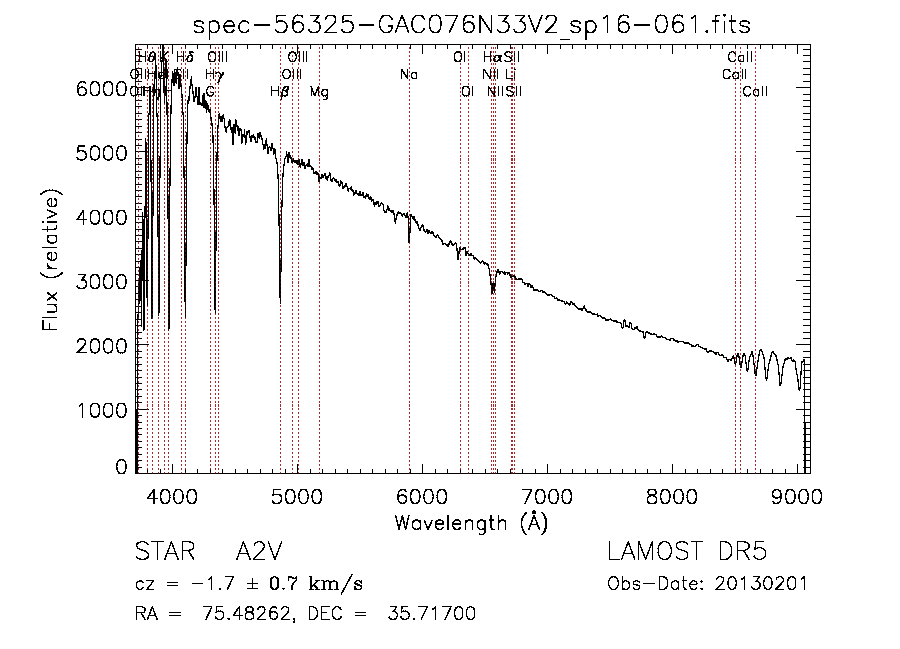 spec-56325-GAC076N33V2_sp16-061.fits
Hδ OIII OIII OI Hα SII CaII
Hγ OIII Na NII Li CaII
G Hβ Mg OI NII SII CaII
6000
5000
4000
3000
2000
1000
0
Flux (relative)
4000 5000 6000 7000 8000 9000
Wavelength (Å)
STAR A2V LAMOST DR5
cz = −1.7 ± 0.7 km/s Obs-Date: 20130201
RA = 75.48262, DEC = 35.71700